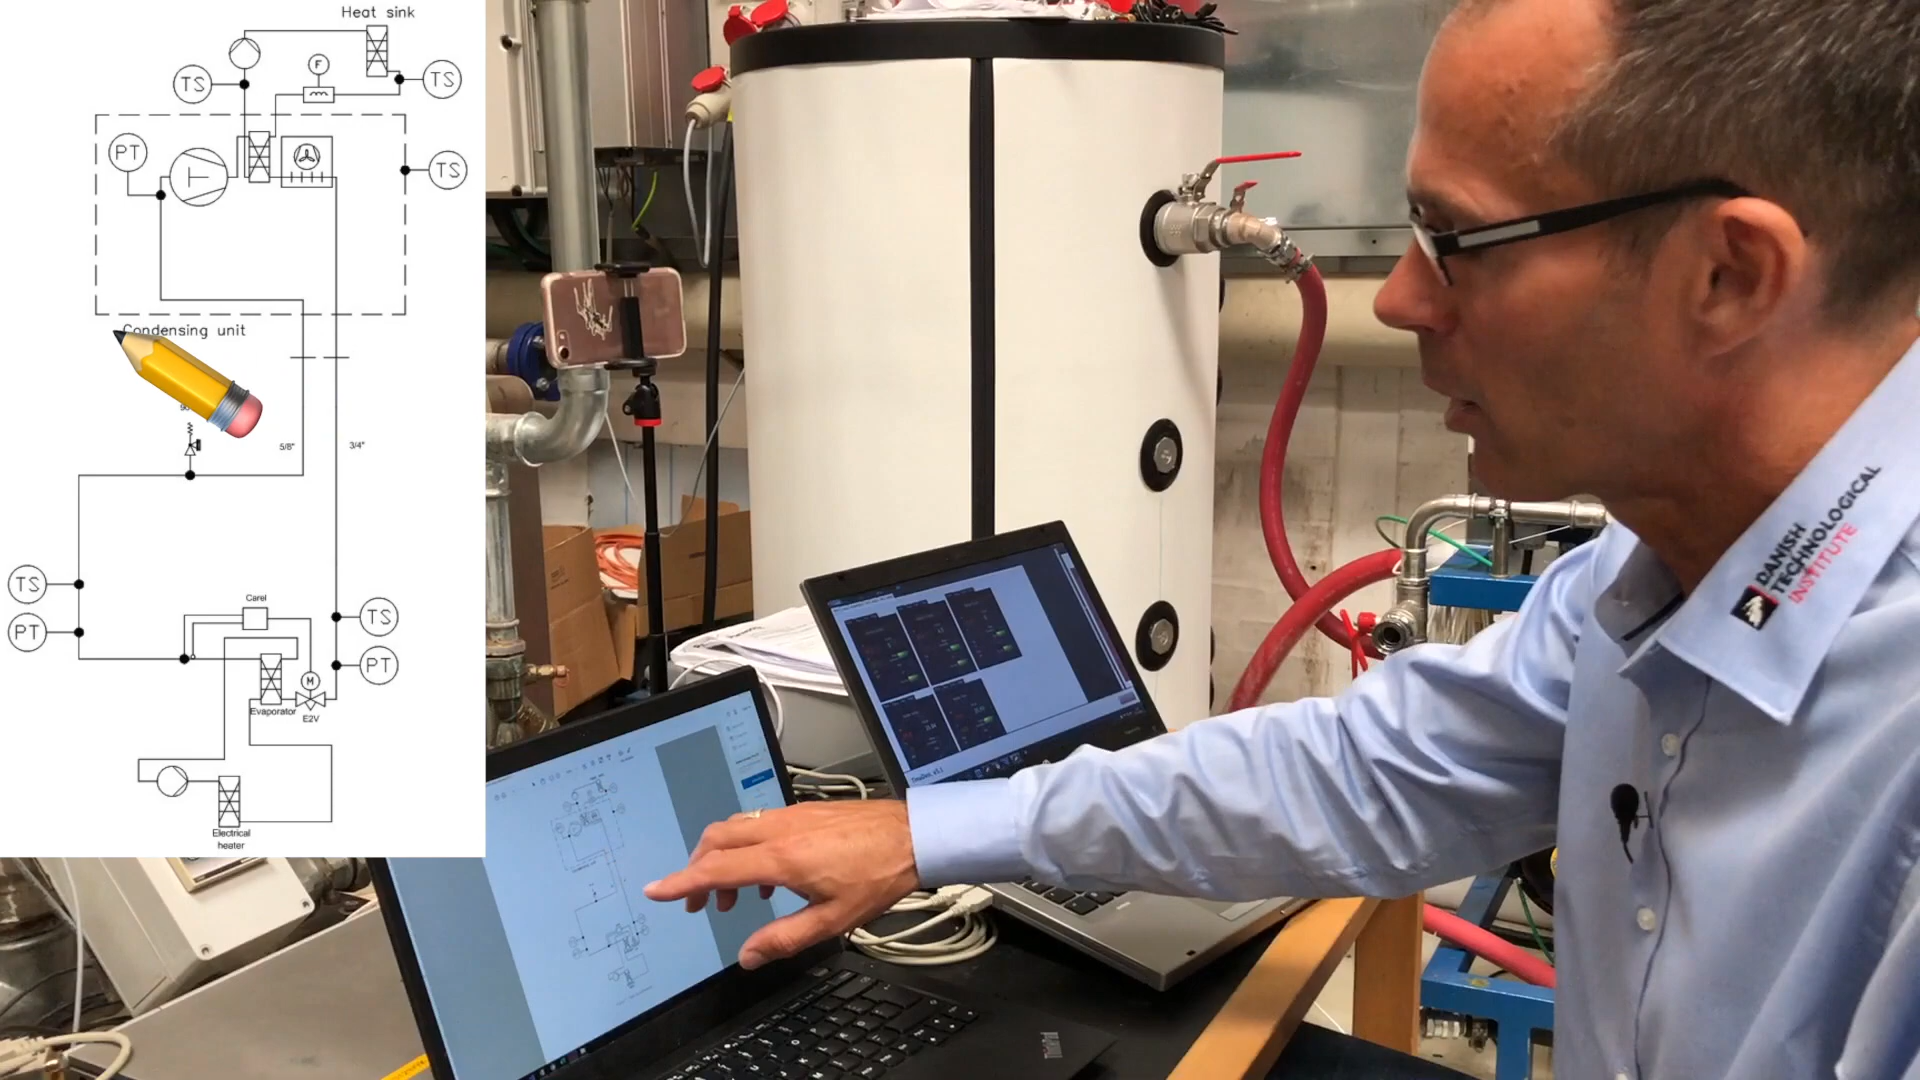 Heat sink
TS
F
TS
PT
TS
Condensing unit
5/8"
3/4"
TS
PT
Carel
TS
PT
M
Evaporator
E2V
Electrical
heater
DANISH
TECHNOLOGICAL
INSTITUTE